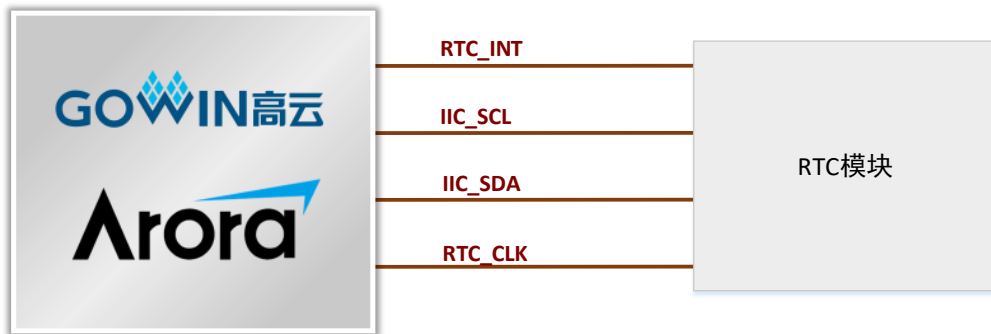 GOWIN高云
Arora
RTC_INT
IIC_SCL
IIC_SDA
RTC_CLK
RTC模块